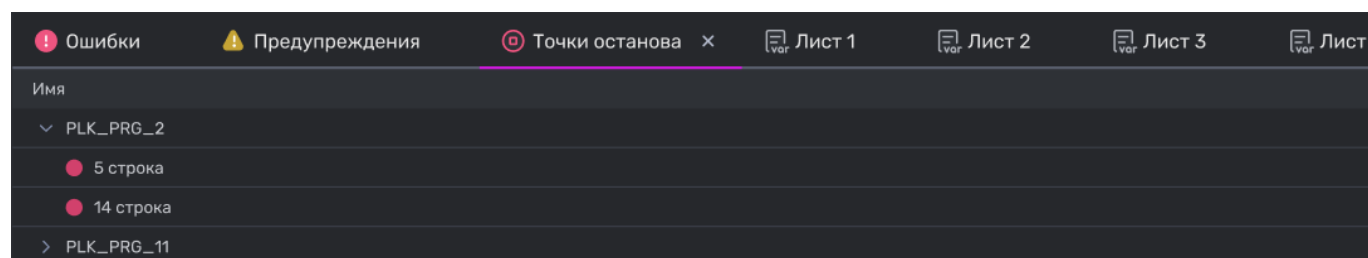 Ошибки Предупреждения Точки останова Лист 1 Лист 2 Лист 3 Лист
Имя
PLK_PRG_2
5 строка
14 строка
PLK_PRG_11